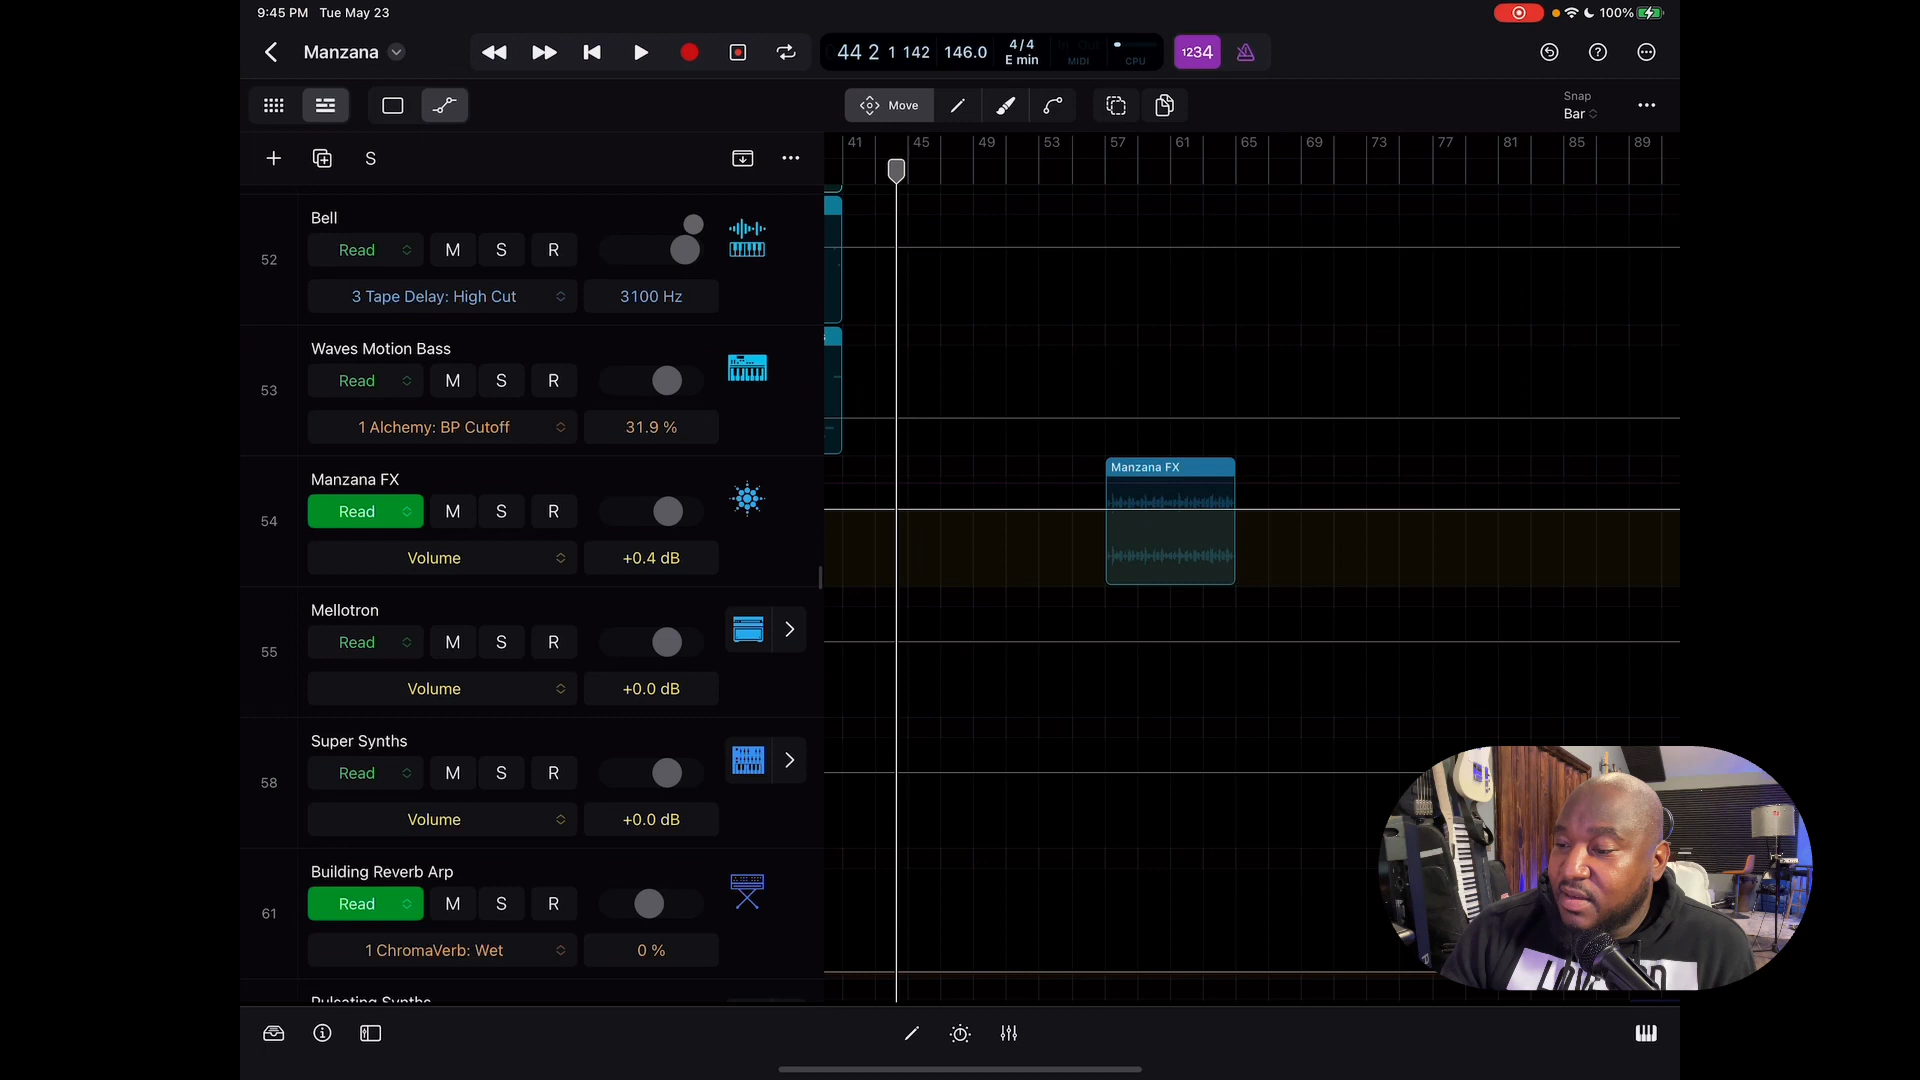 9:45 PM Tue May 23
100%
Manzana
44 2 1 142 146.0 4/4 E min
In Out MIDI
CPU
1234
Move
Snap
Bar
S
41 45 49 53 57 61 65 69 73 77 81 85 89
Bell
52
Read M S R
3 Tape Delay: High Cut 3100 Hz
Waves Motion Bass
53
Read M S R
1 Alchemy: BP Cutoff 31.9 %
Manzana FX
54
Read M S R
Volume +0.4 dB
Manzana FX
Mellotron
55
Read M S R
Volume +0.0 dB
Super Synths
58
Read M S R
Volume +0.0 dB
Building Reverb Arp
61
Read M S R
1 ChromaVerb: Wet 0 %
Pulsating Synths